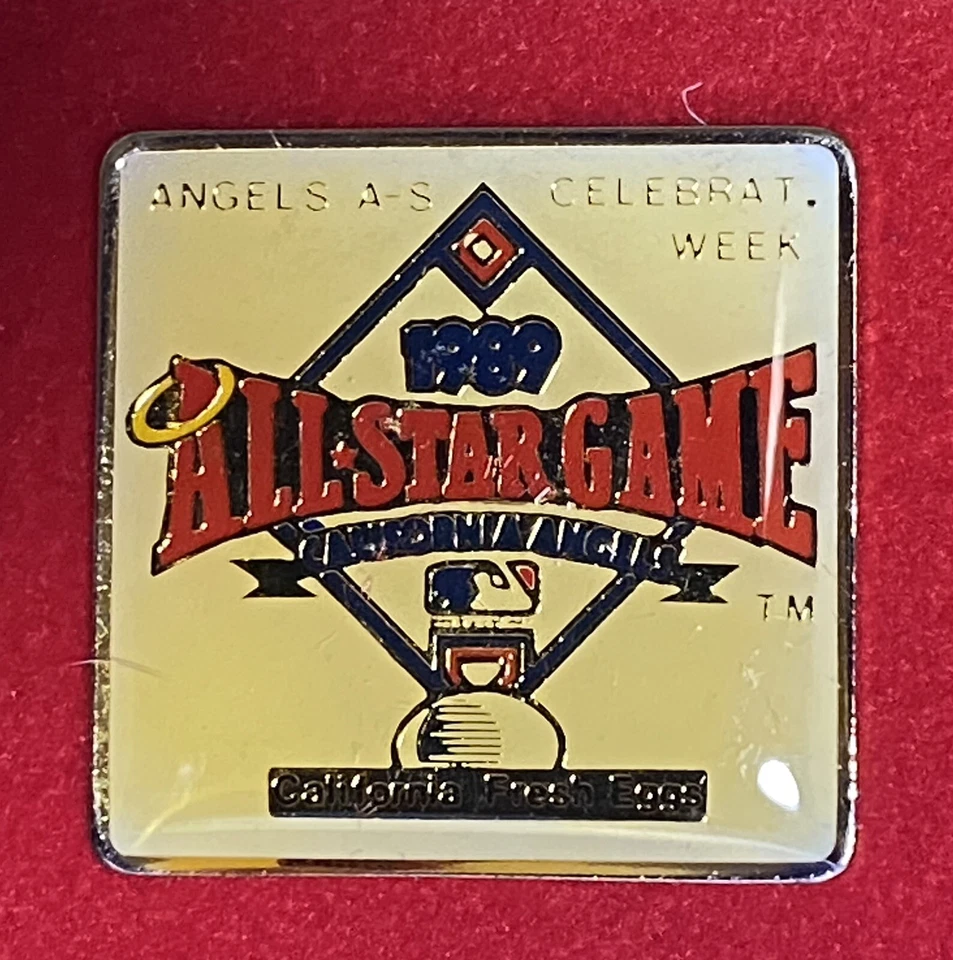 ANGELS A-S CELEBRAT.
WEEK
1989
ALL★STAR GAME
CALIFORNIA ANGELS
TM
California Fresh Eggs